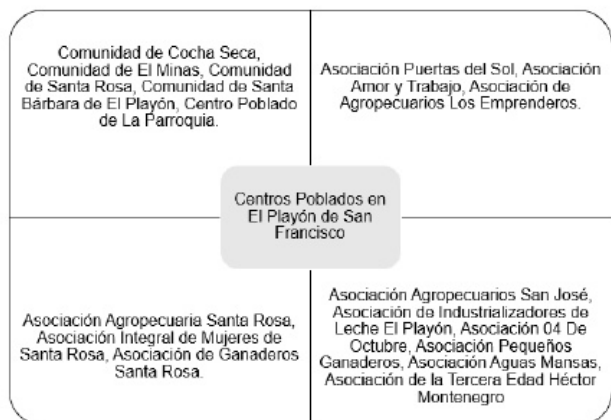 Comunidad de Cocha Seca,
Comunidad de El Minas, Comunidad
de Santa Rosa, Comunidad de Santa
Bárbara de El Playón, Centro Poblado
de La Parroquia.
Asociación Puertas del Sol, Asociación
Amor y Trabajo, Asociación de
Agropecuarios Los Emprenderos.
Centros Poblados en
El Playón de San
Francisco
Asociación Agropecuaria Santa Rosa,
Asociación Integral de Mujeres de
Santa Rosa, Asociación de Ganaderos
Santa Rosa.
Asociación Agropecuarios San José,
Asociación de Industrializadores de
Leche El Playón, Asociación 04 De
Octubre, Asociación Pequeños
Ganaderos, Asociación Aguas Mansas,
Asociación de la Tercera Edad Héctor
Montenegro